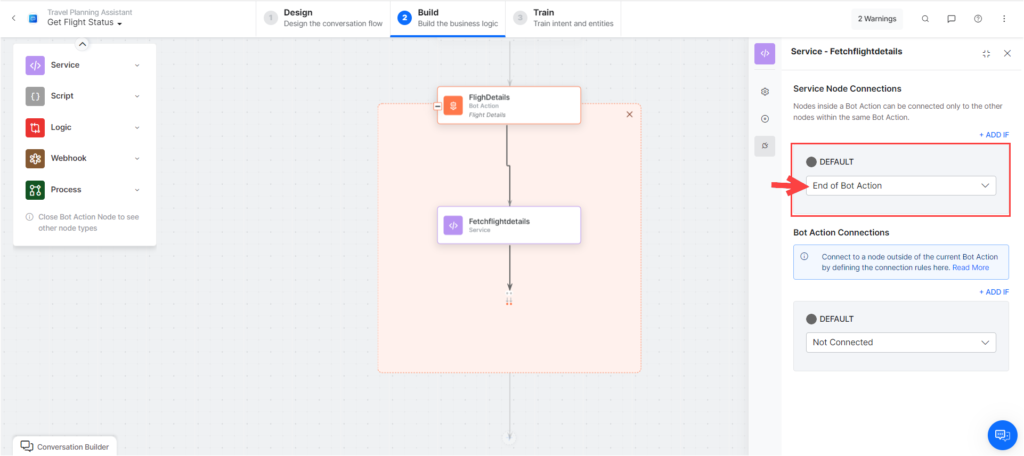 Travel Planning Assistant
Get Flight Status
1
Design
Design the conversation flow
2
Build
Build the business logic
3
Train
Train intent and entities
2 Warnings
Service
Script
Logic
Webhook
Process
Close Bot Action Node to see
other node types
FlighDetails
Bot Action
Flight Details
Fetchflightdetails
Service
Conversation Builder
Service - Fetchflightdetails
Service Node Connections
Nodes inside a Bot Action can be connected only to the other
nodes within the same Bot Action.
+ ADD IF
DEFAULT
End of Bot Action
Bot Action Connections
Connect to a node outside of the current Bot Action
by defining the connection rules here. Read More
+ ADD IF
DEFAULT
Not Connected